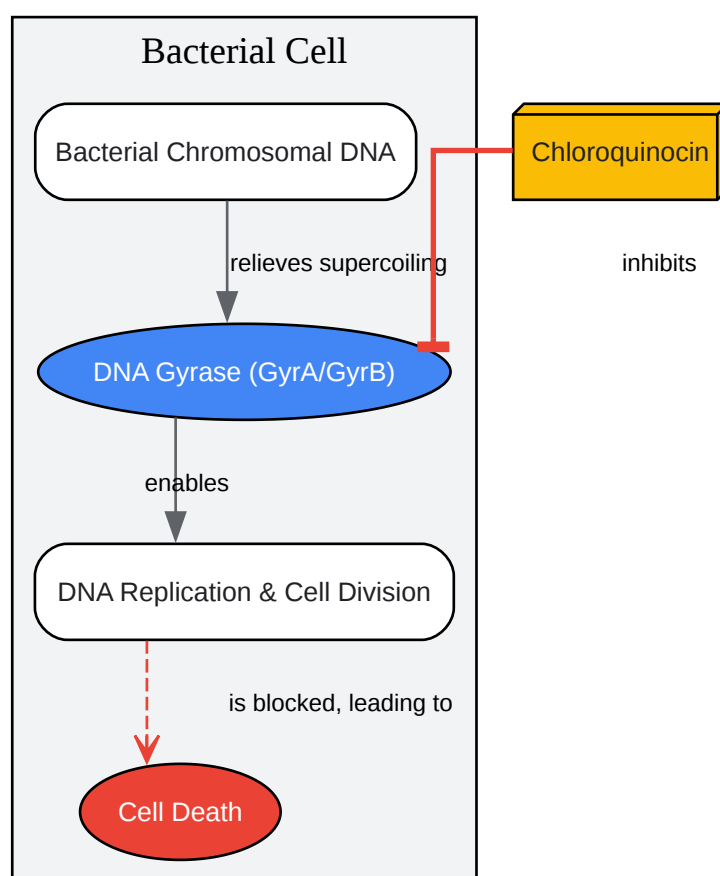 Bacterial Cell
Bacterial Chromosomal DNA
Chloroquinocin
relieves supercoiling
inhibits
DNA Gyrase (GyrA/GyrB)
enables
DNA Replication & Cell Division
is blocked, leading to
Cell Death